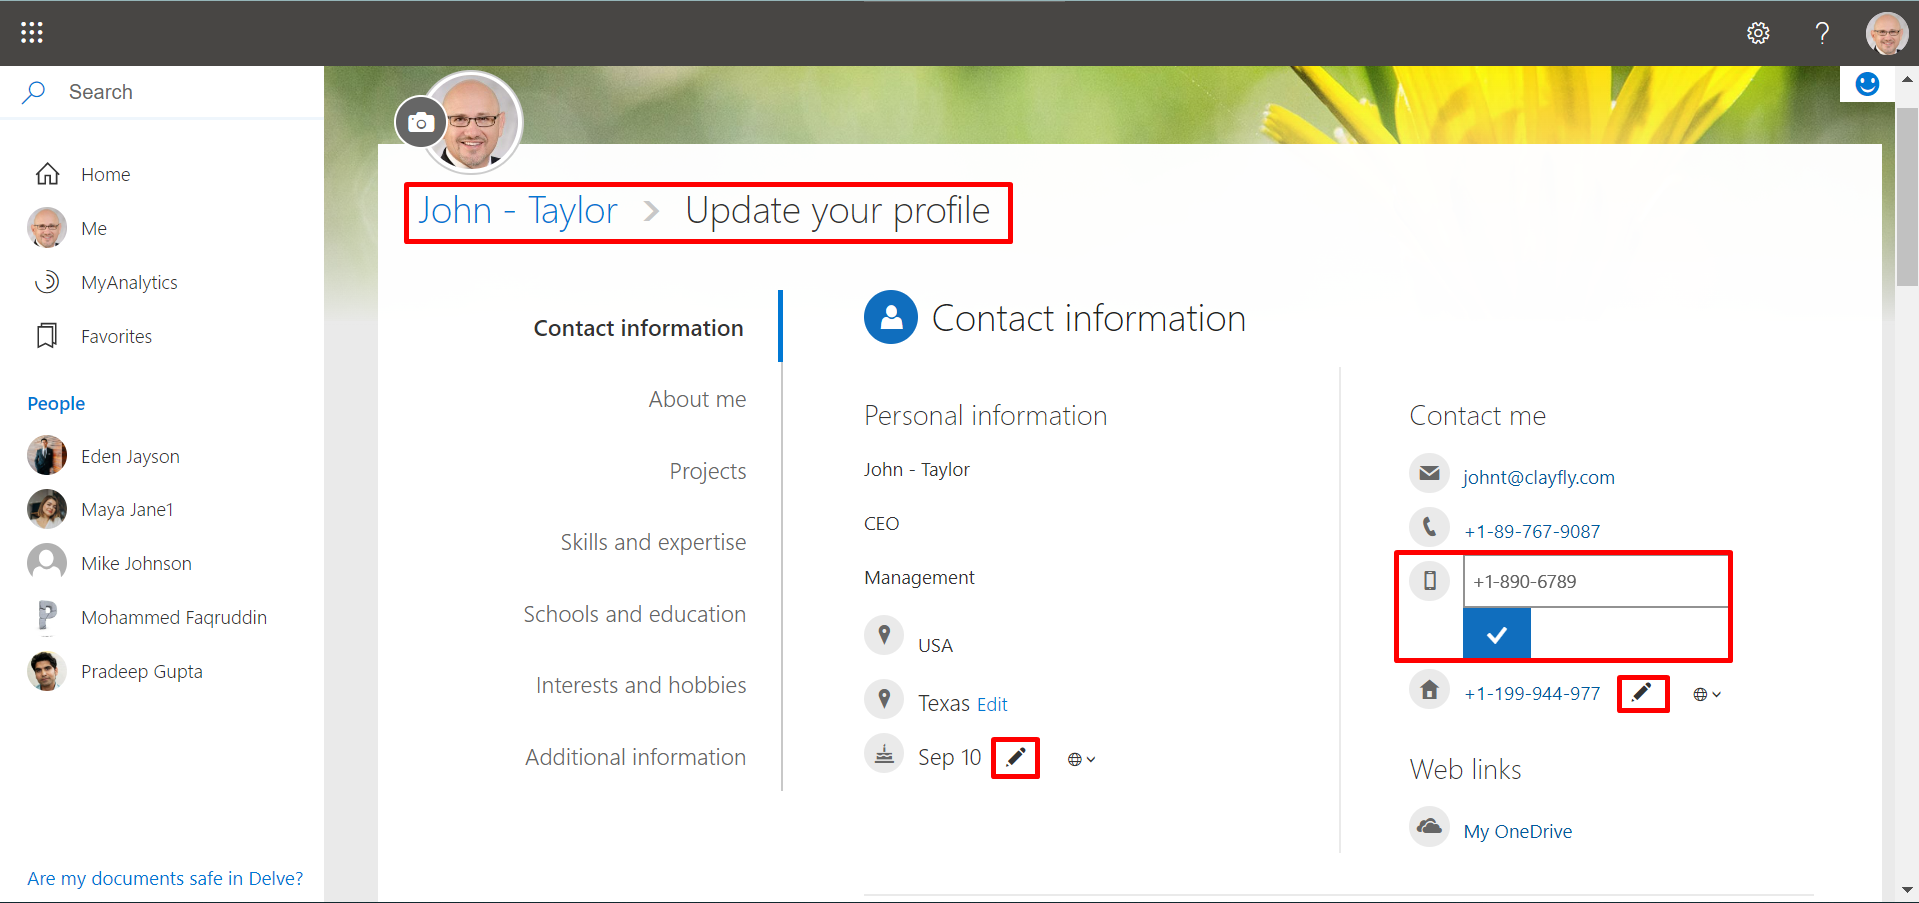 Search
Home
Me
MyAnalytics
Favorites
People
Eden Jayson
Maya Jane1
Mike Johnson
Mohammed Faqruddin
Pradeep Gupta
Are my documents safe in Delve?
John - Taylor > Update your profile
Contact information
About me
Projects
Skills and expertise
Schools and education
Interests and hobbies
Additional information
Contact information
Personal information
John - Taylor
CEO
Management
USA
Texas Edit
Sep 10
Contact me
johnt@clayfly.com
+1-89-767-9087
+1-890-6789
+1-199-944-977
Web links
My OneDrive